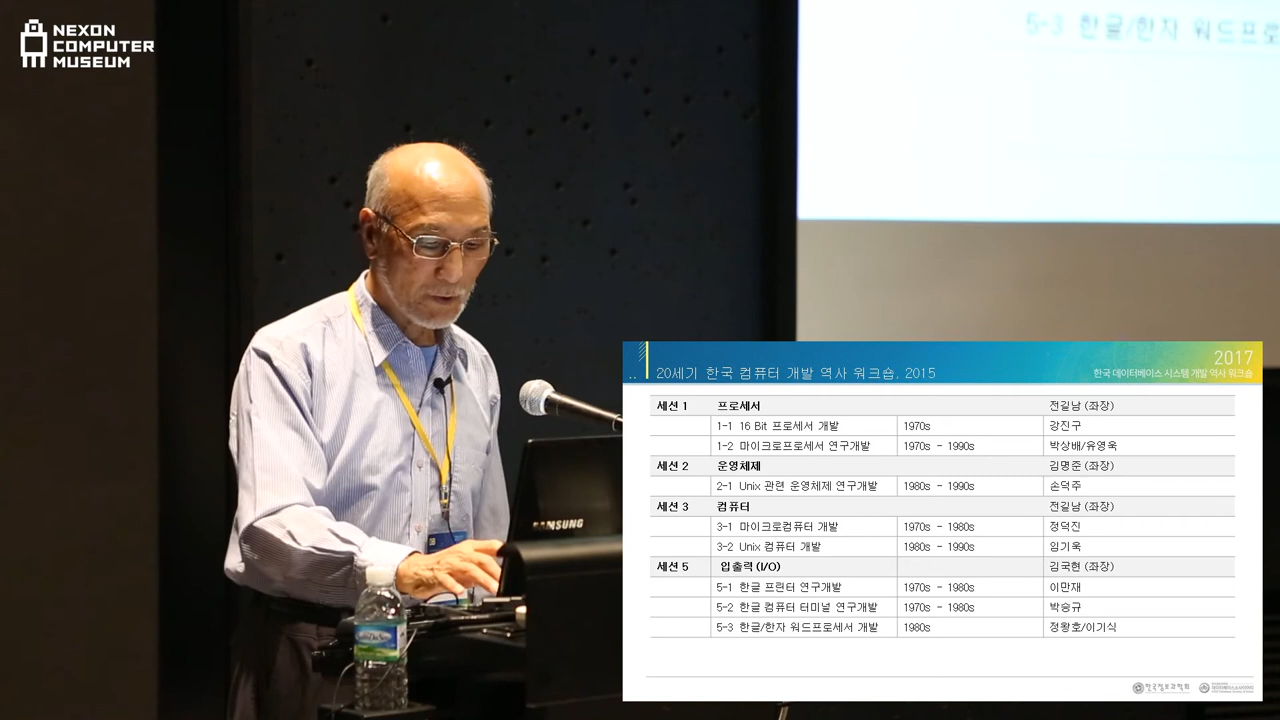 NEXON
COMPUTER
MUSEUM
5-3 한글/한자 워드프로
SAMSUNG
2017
.. 20세기 한국 컴퓨터 개발 역사 워크숍, 2015
한국 데이터베이스 시스템 개발 역사 워크숍
세션 1 프로세서 전길남 (좌장)
1-1 16 Bit 프로세서 개발 1970s 강진구
1-2 마이크로프로세서 연구개발 1970s - 1990s 박상배/유영욱
세션 2 운영체제 김명준 (좌장)
2-1 Unix 관련 운영체제 연구개발 1980s - 1990s 손덕주
세션 3 컴퓨터 전길남 (좌장)
3-1 마이크로컴퓨터 개발 1970s - 1980s 정덕진
3-2 Unix 컴퓨터 개발 1980s - 1990s 임기욱
세션 5 입출력 (I/O) 김국현 (좌장)
5-1 한글 프린터 연구개발 1970s - 1980s 이만재
5-2 한글 컴퓨터 터미널 연구개발 1970s - 1980s 박승규
5-3 한글/한자 워드프로세서 개발 1980s 정왕호/이기식
한국정보과학회